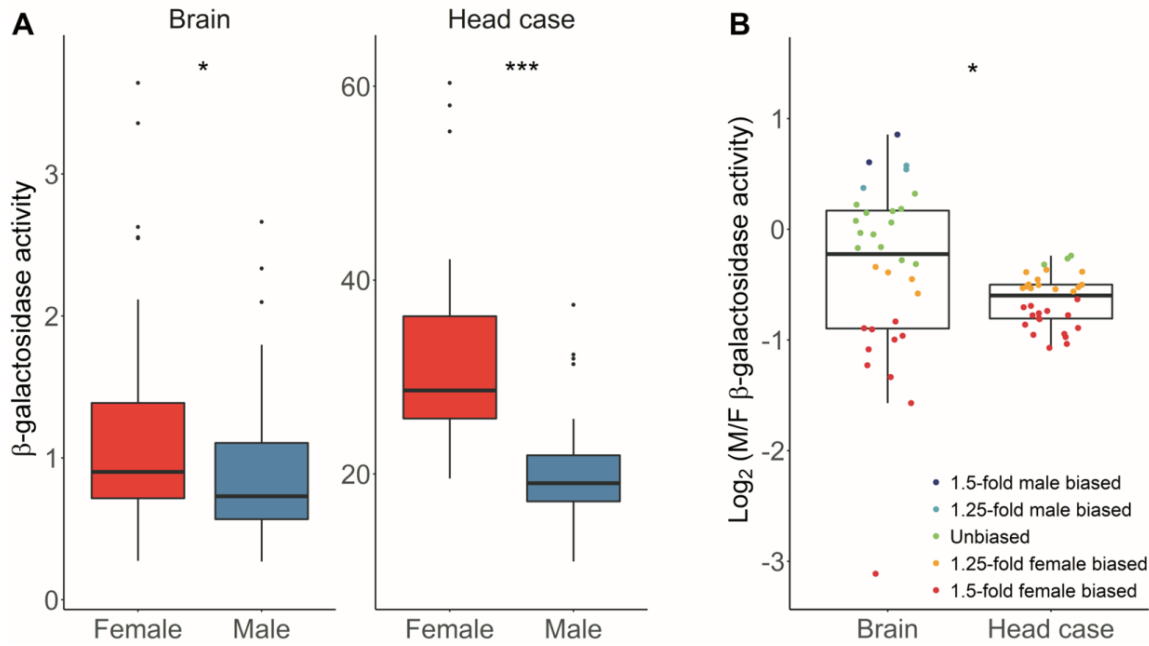 A
Brain
Head case
*
***
β-galactosidase activity
3
2
1
0
60
40
20
Female
Male
Female
Male
B
*
Log₂ (M/F β-galactosidase activity)
1
0
-1
-2
-3
1.5-fold male biased
1.25-fold male biased
Unbiased
1.25-fold female biased
1.5-fold female biased
Brain
Head case